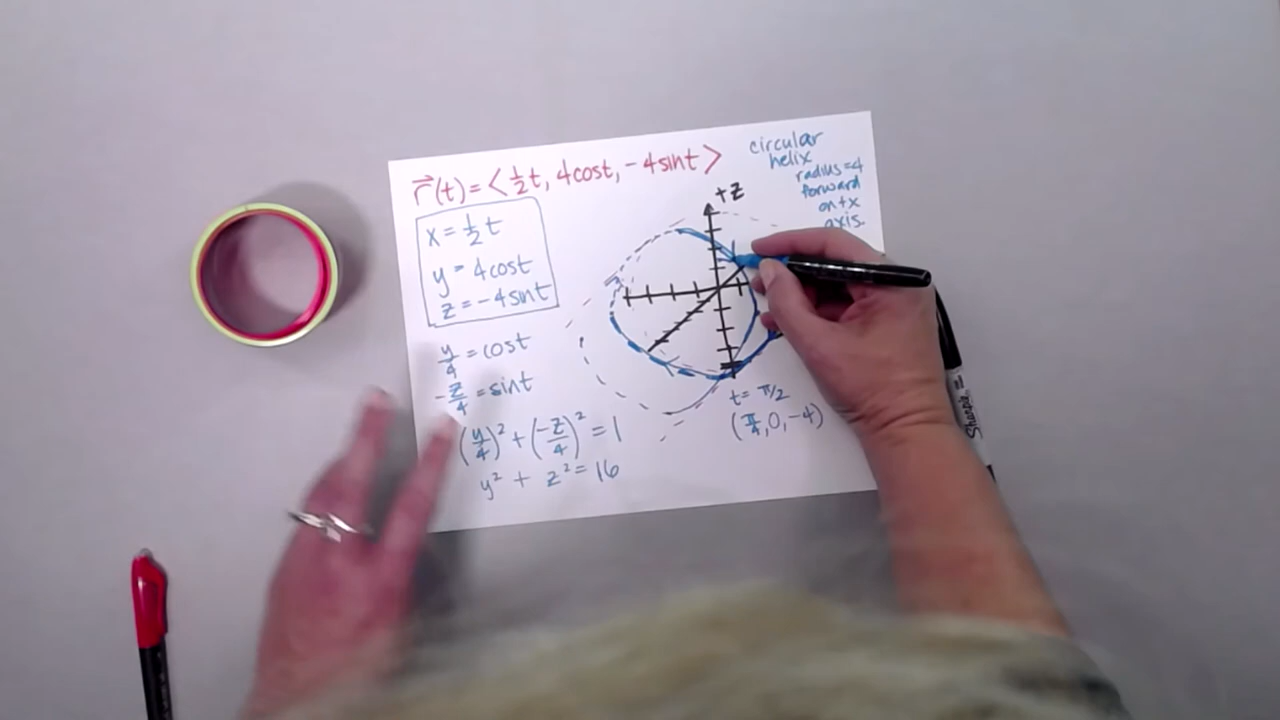 r⃗(t) = ⟨½t, 4cost, -4sint⟩
x = ½t
y = 4cost
z = -4sint
y/4 = cost
-z/4 = sint
(y/4)² + (-z/4)² = 1
y² + z² = 16
circular
helix
radius=4
forward
on +x
axis.
+z
t = π/2
(π/4, 0, -4)
Sharpie